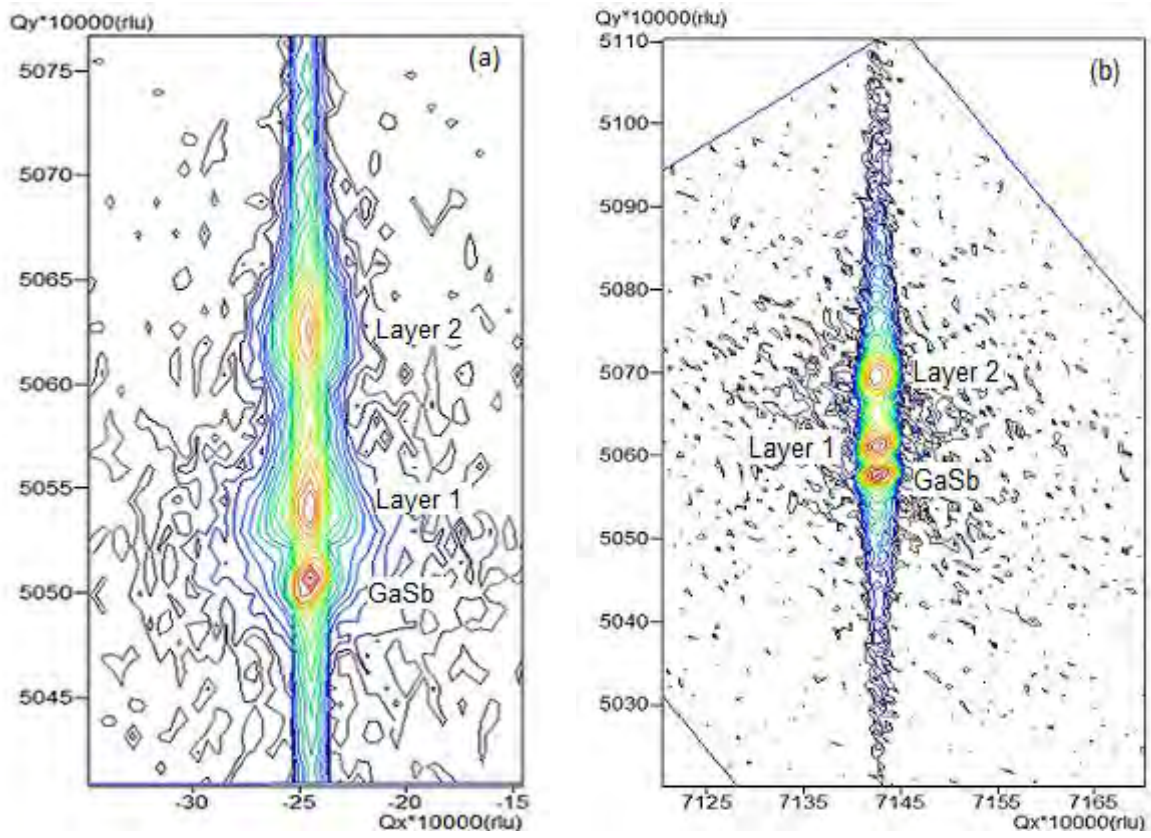 Qy*10000(rlu)
(a)
5075
5070
5065
5060
5055
5050
5045
Layer 2
Layer 1
GaSb
-30
-25
-20
-15
Qx*10000(rlu)
Qy*10000(rlu)
(b)
5110
5100
5090
5080
5070
5060
5050
5040
5030
Layer 2
Layer 1
GaSb
7125
7135
7145
7155
7165
Qx*10000(rlu)